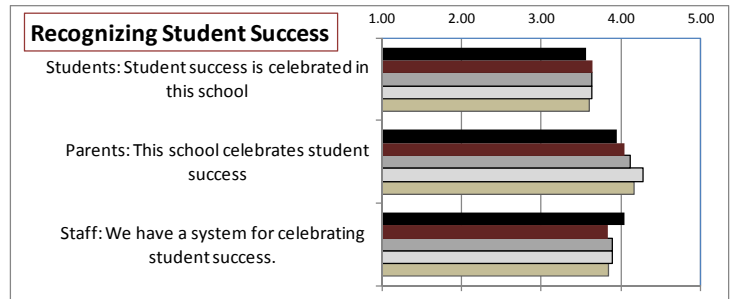 Recognizing Student Success
1.00 2.00 3.00 4.00 5.00
Students: Student success is celebrated in
this school
Parents: This school celebrates student
success
Staff: We have a system for celebrating
student success.